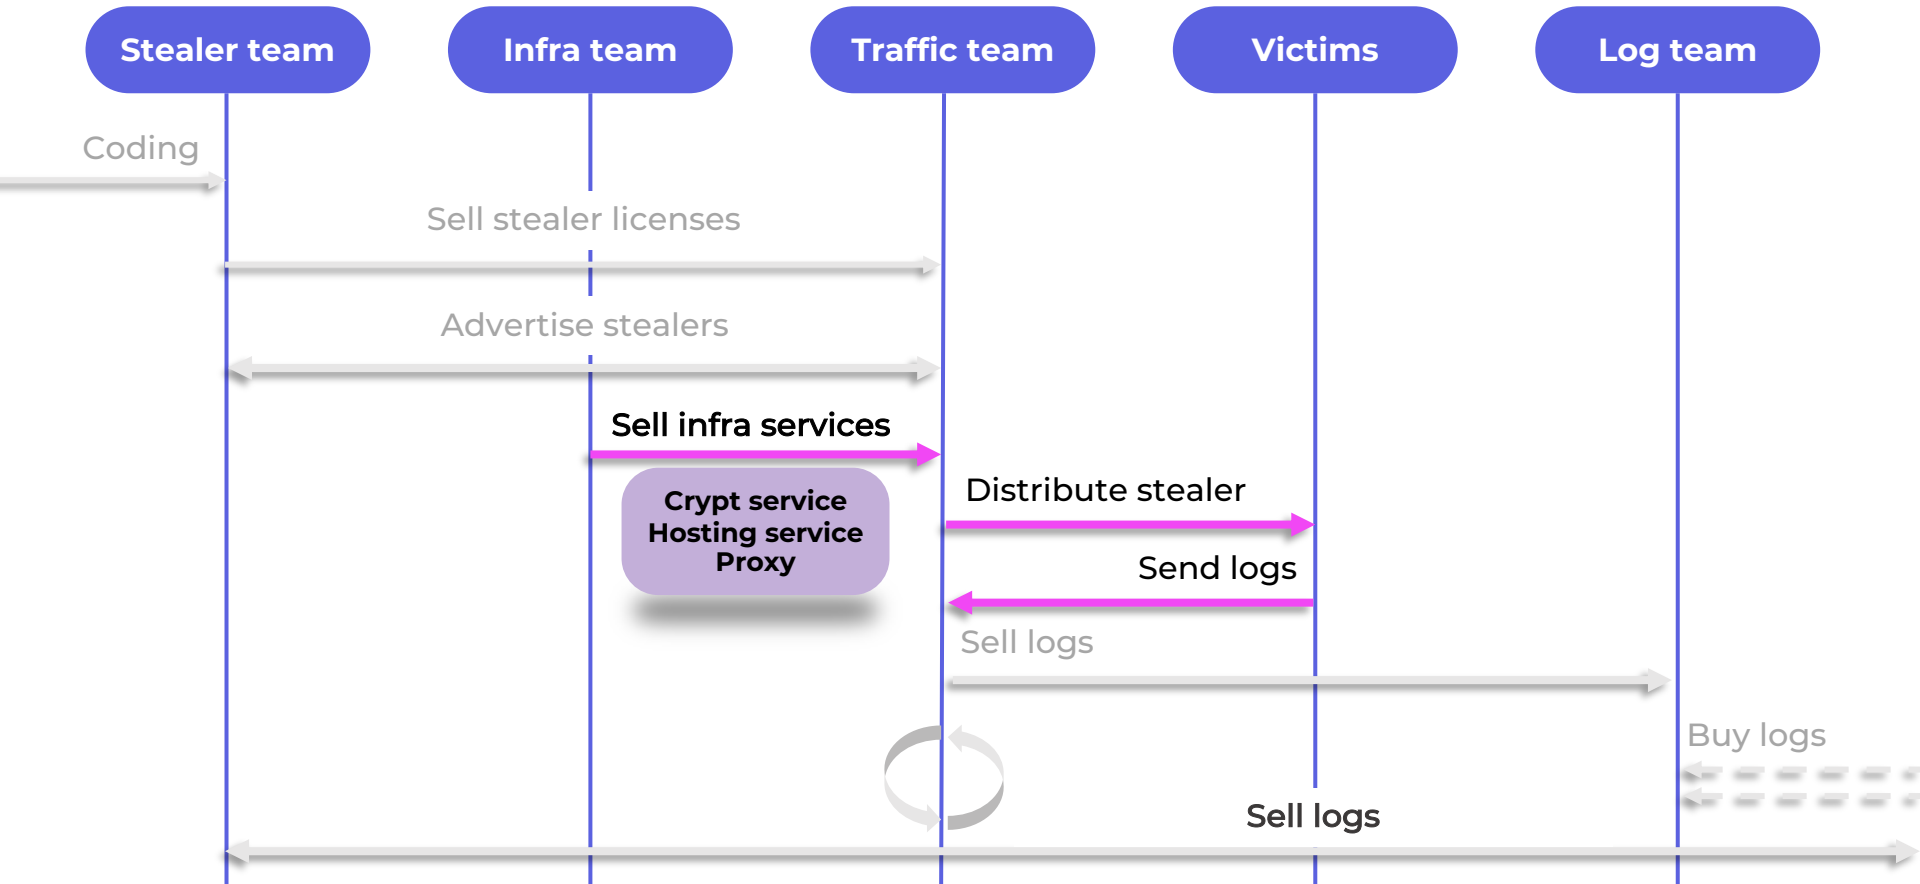 Stealer team
Infra team
Traffic team
Victims
Log team
Coding
Sell stealer licenses
Advertise stealers
Sell infra services
Crypt service
Hosting service
Proxy
Distribute stealer
Send logs
Sell logs
Buy logs
Sell logs